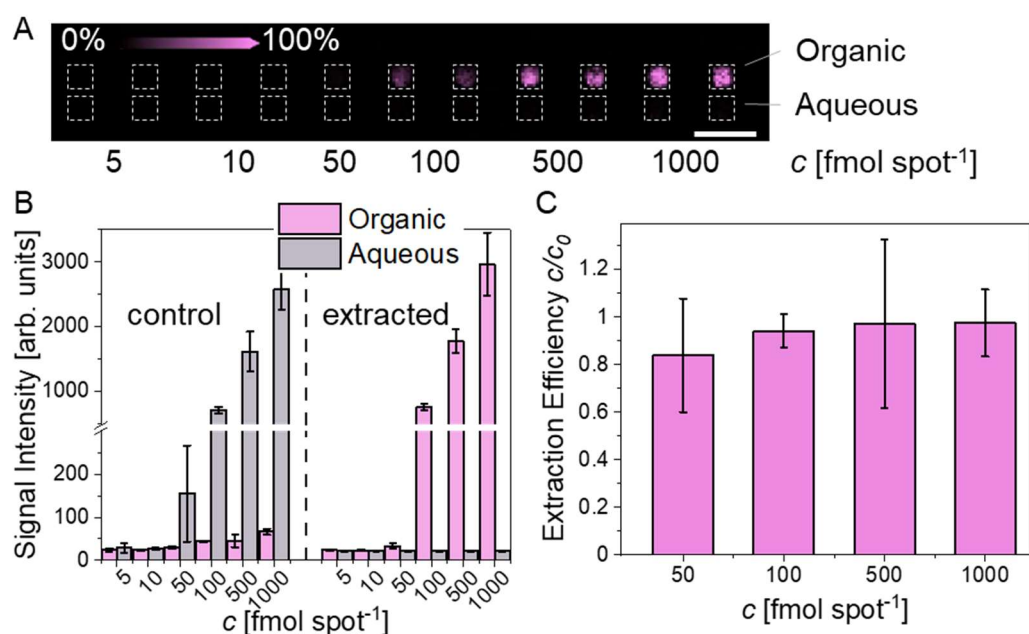 A
0% 100%
Organic
Aqueous
5 10 50 100 500 1000 c [fmol spot⁻¹]
B
Organic
Aqueous
Signal Intensity [arb. units]
3000
2000
1000
200
100
0
control
extracted
5 10 50 100 500 1000 5 10 50 100 500 1000
c [fmol spot⁻¹]
C
Extraction Efficiency c/c₀
1.2
1
0.8
0.6
0.4
0.2
0
50 100 500 1000
c [fmol spot⁻¹]